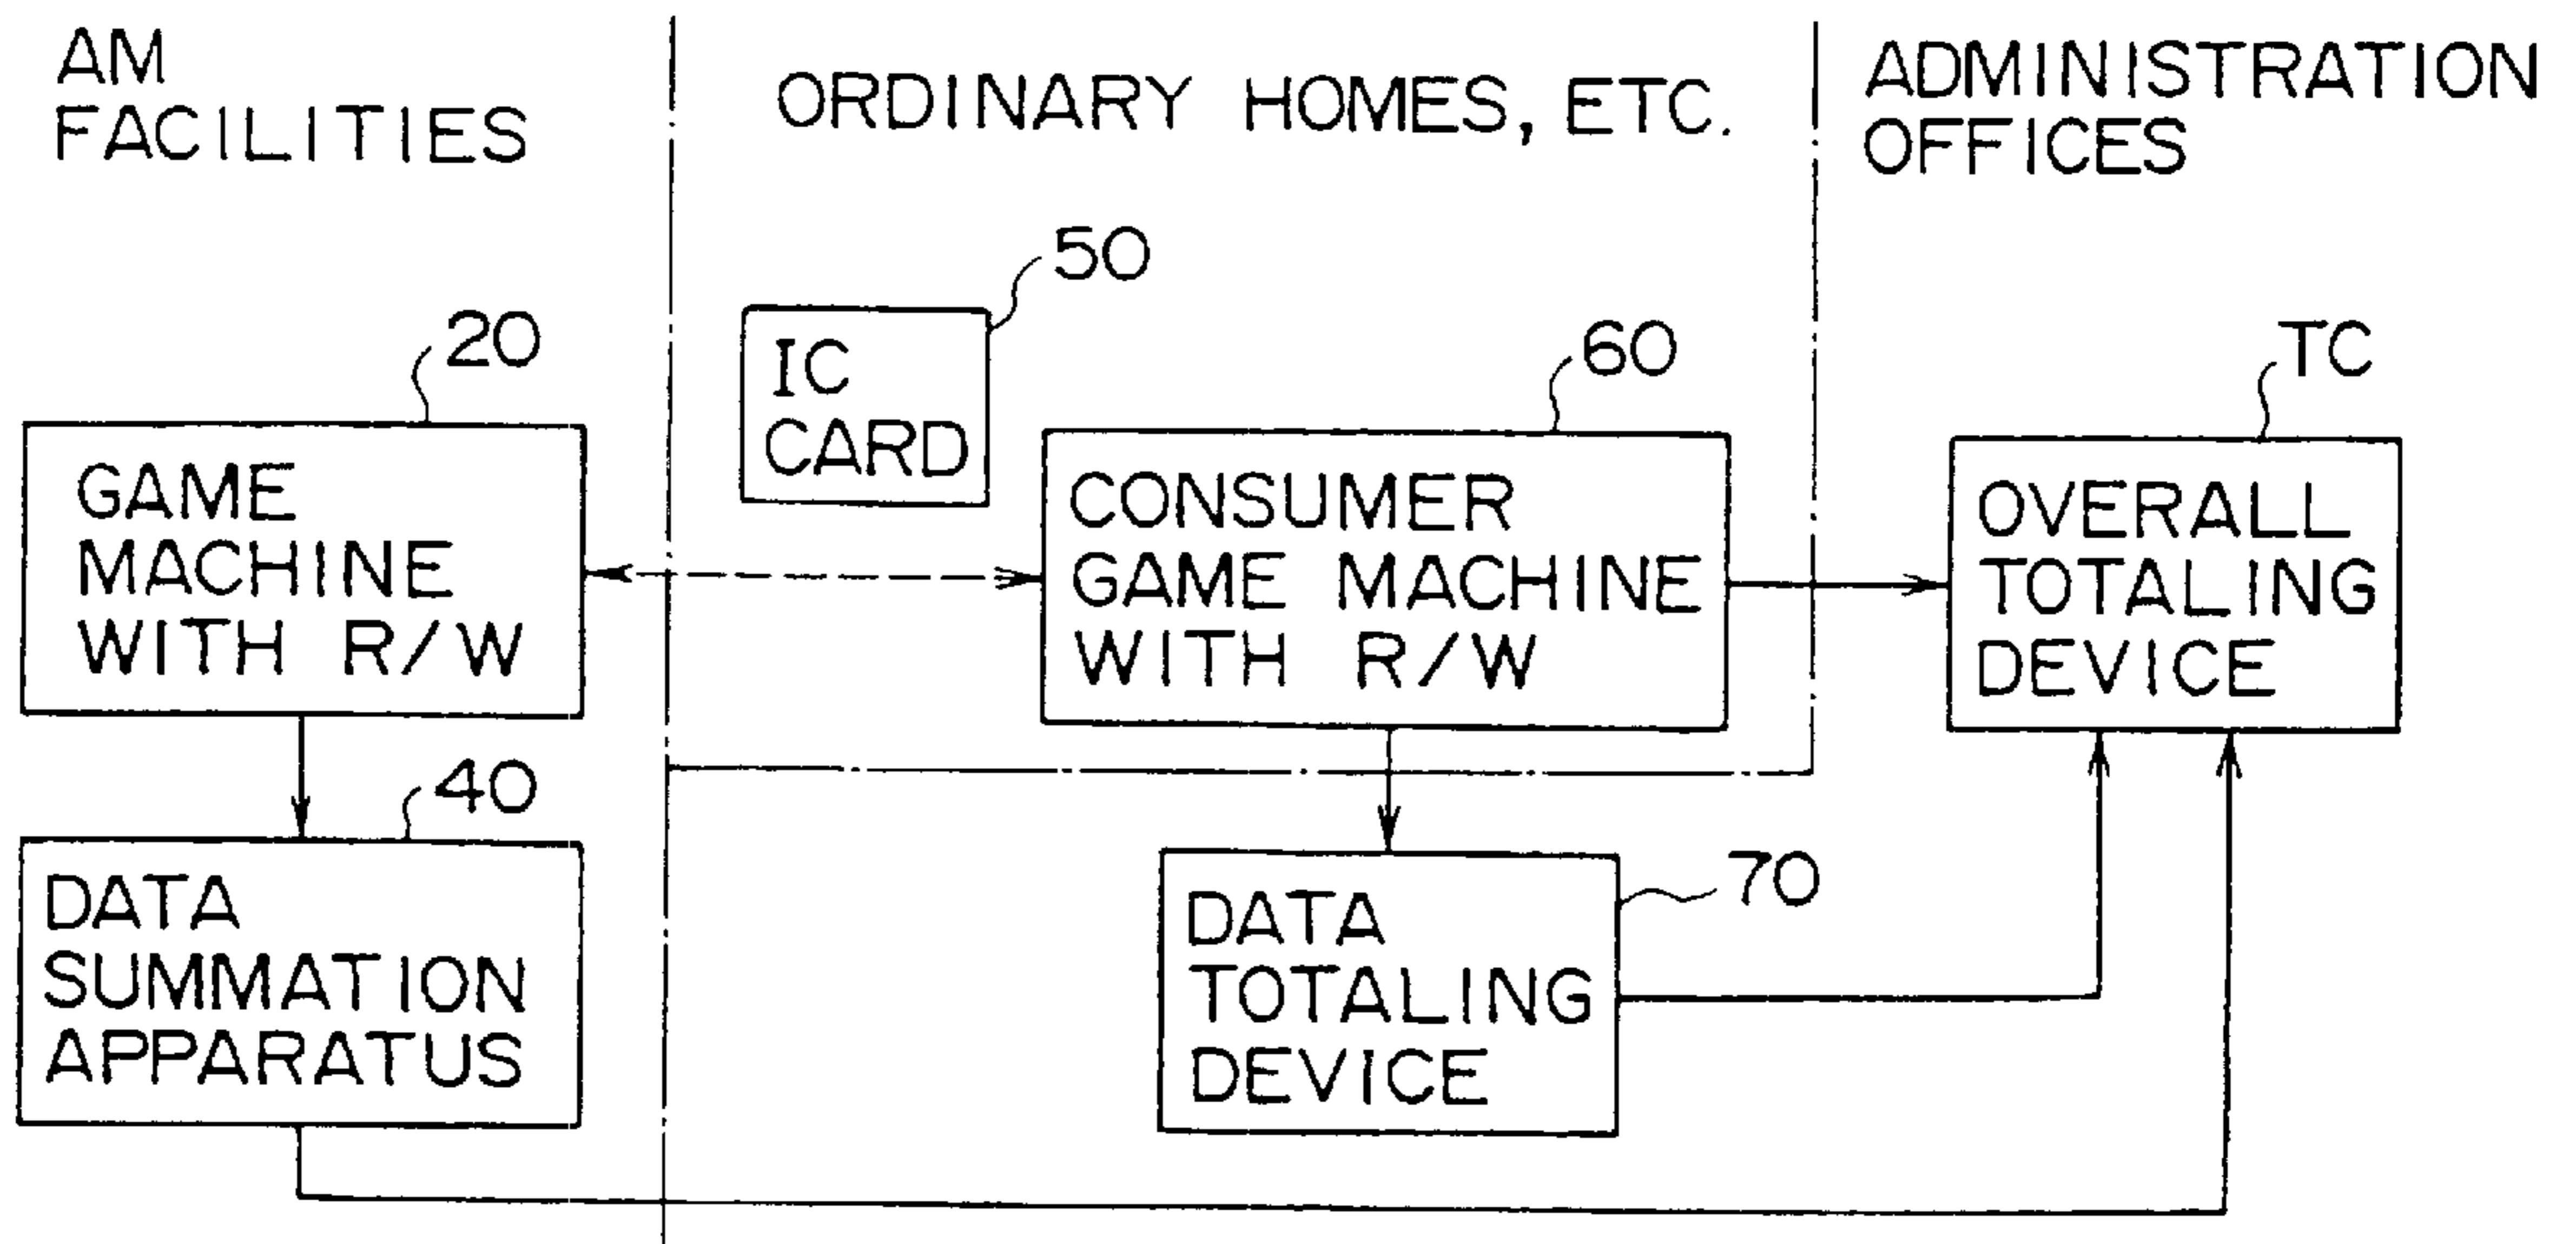 AM
FACILITIES
ORDINARY HOMES, ETC.
ADMINISTRATION
OFFICES
50
IC
CARD
20
GAME
MACHINE
WITH R/W
60
CONSUMER
GAME MACHINE
WITH R/W
TC
OVERALL
TOTALING
DEVICE
40
DATA
SUMMATION
APPARATUS
70
DATA
TOTALING
DEVICE